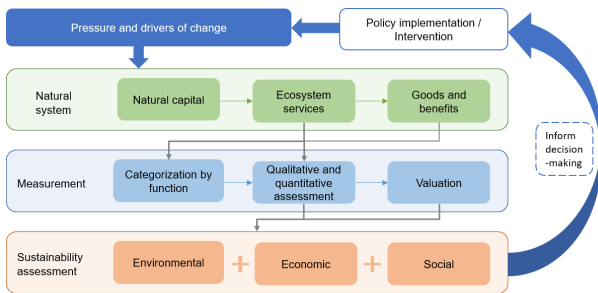 Pressure and drivers of change
Policy implementation /
Intervention
Natural
system
Natural capital
Ecosystem
services
Goods and
benefits
Inform
decision
-making
Measurement
Categorization by
function
Qualitative and
quantitative
assessment
Valuation
Sustainability
assessment
Environmental
Economic
Social